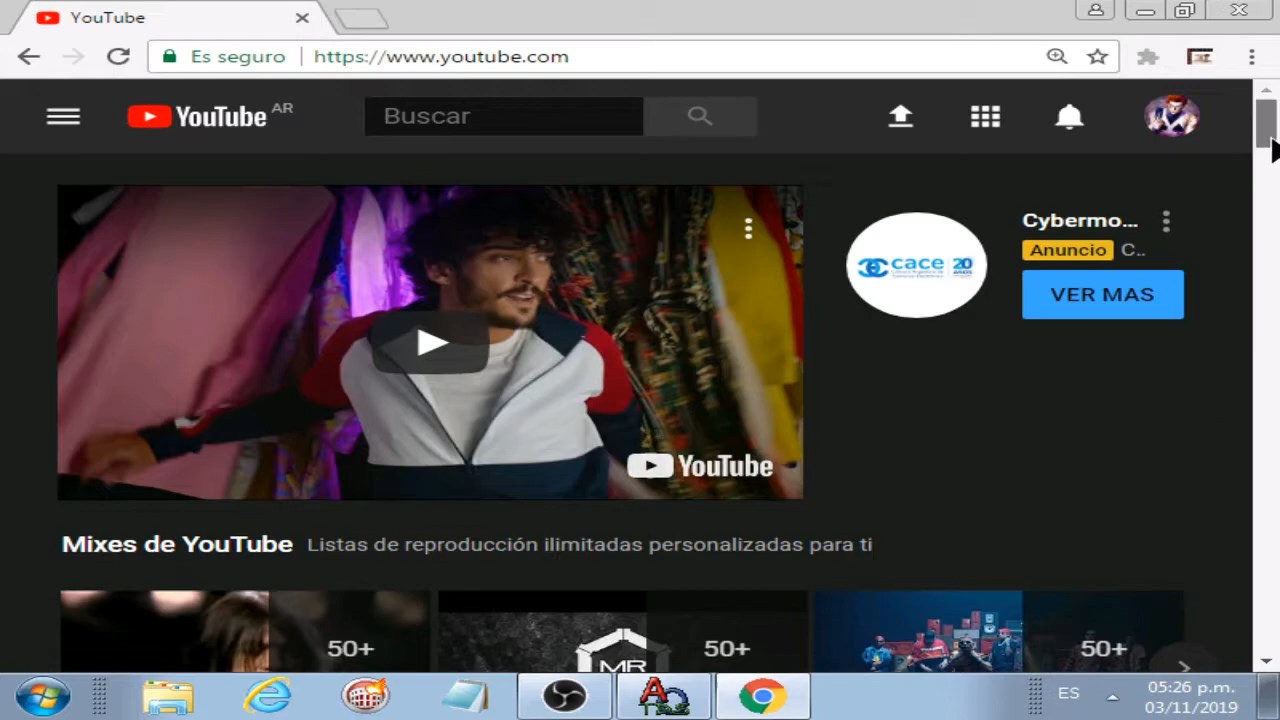 YouTube
Es seguro https://www.youtube.com
YouTube AR
Buscar
Cybermo...
Anuncio C..
cace 20
VER MAS
YouTube
Mixes de YouTube Listas de reproducción ilimitadas personalizadas para ti
50+ 50+ 50+
MR
ES
05:26 p.m.
03/11/2019